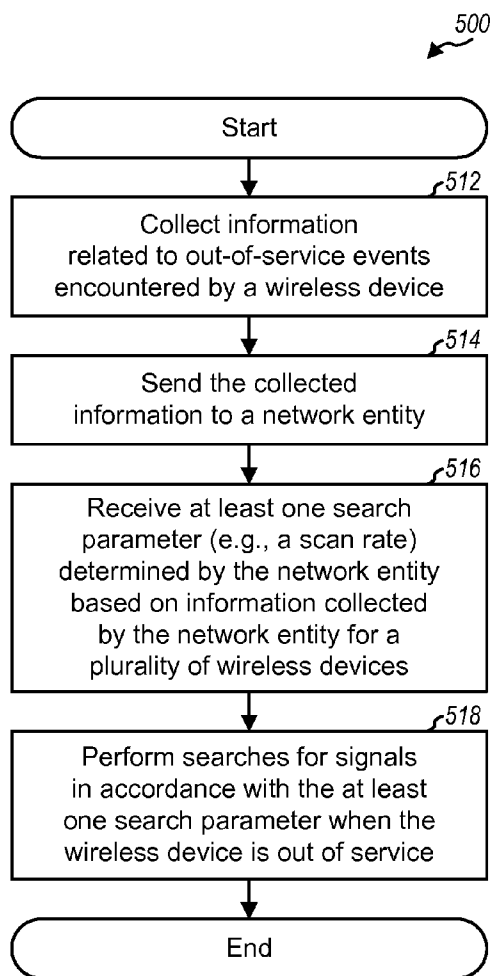 500
Start
512
Collect information
related to out-of-service events
encountered by a wireless device
514
Send the collected
information to a network entity
516
Receive at least one search
parameter (e.g., a scan rate)
determined by the network entity
based on information collected
by the network entity for a
plurality of wireless devices
518
Perform searches for signals
in accordance with the at least
one search parameter when the
wireless device is out of service
End